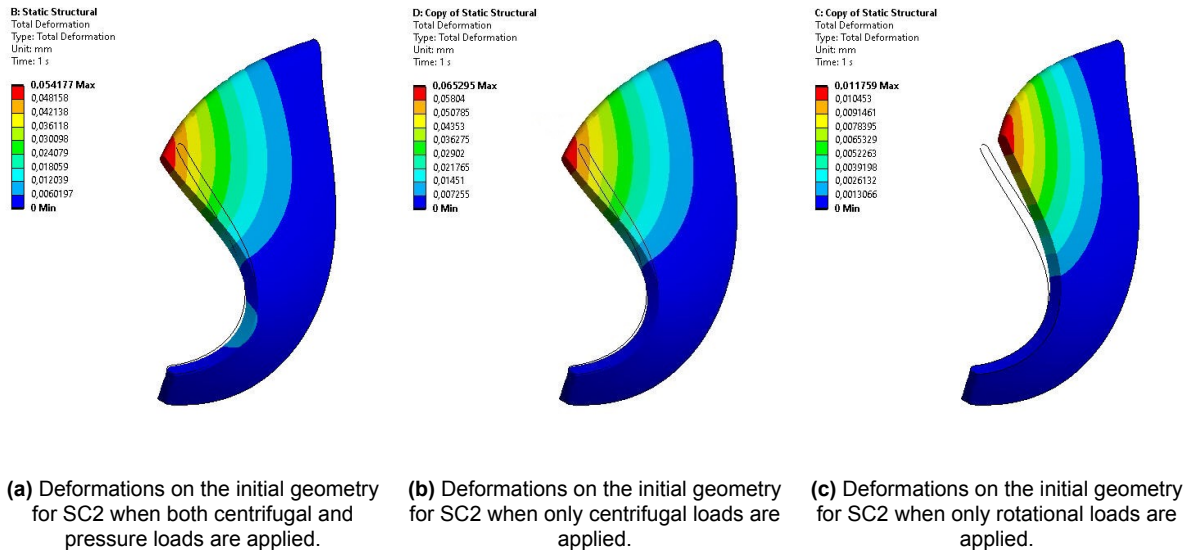 B: Static Structural
Total Deformation
Type: Total Deformation
Unit: mm
Time: 1 s
0,054177 Max
0,048158
0,042138
0,036118
0,030098
0,024079
0,018059
0,012039
0,0060197
0 Min
D: Copy of Static Structural
Total Deformation
Type: Total Deformation
Unit: mm
Time: 1 s
0,065295 Max
0,05804
0,050785
0,04353
0,036275
0,02902
0,021765
0,01451
0,007255
0 Min
C: Copy of Static Structural
Total Deformation
Type: Total Deformation
Unit: mm
Time: 1 s
0,011759 Max
0,010453
0,0091461
0,0078395
0,0065329
0,0052263
0,0039198
0,0026132
0,0013066
0 Min
(a) Deformations on the initial geometry
for SC2 when both centrifugal and
pressure loads are applied.
(b) Deformations on the initial geometry
for SC2 when only centrifugal loads are
applied.
(c) Deformations on the initial geometry
for SC2 when only rotational loads are
applied.